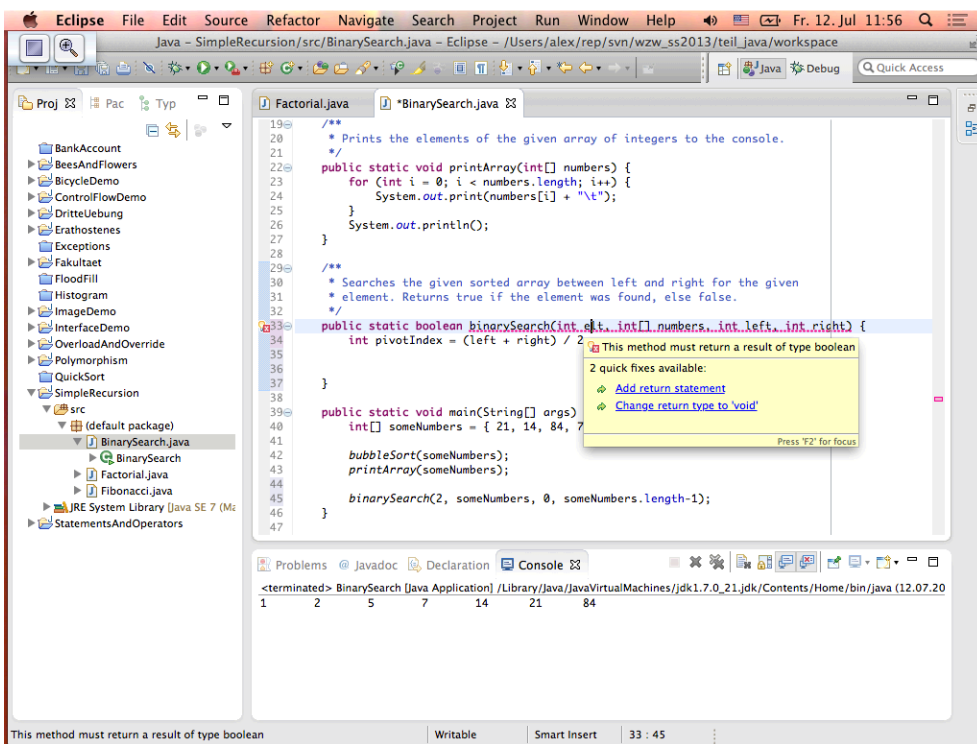 Eclipse File Edit Source Refactor Navigate Search Project Run Window Help Fr. 12. Jul 11:56
Java – SimpleRecursion/src/BinarySearch.java – Eclipse – /Users/alex/rep/svn/wzw_ss2013/teil_java/workspace
Java Debug Quick Access
Proj Pac Typ
BankAccount
BeesAndFlowers
BicycleDemo
ControlFlowDemo
DritteUebung
Erathostenes
Exceptions
Fakultaet
FloodFill
Histogram
ImageDemo
InterfaceDemo
OverloadAndOverride
Polymorphism
QuickSort
SimpleRecursion
src
(default package)
BinarySearch.java
BinarySearch
Factorial.java
Fibonacci.java
JRE System Library [Java SE 7 (Ma
StatementsAndOperators
Factorial.java *BinarySearch.java
19 /**
20 * Prints the elements of the given array of integers to the console.
21 */
22 public static void printArray(int[] numbers) {
23 for (int i = 0; i < numbers.length; i++) {
24 System.out.print(numbers[i] + "\t");
25 }
26 System.out.println();
27 }
28
29 /**
30 * Searches the given sorted array between left and right for the given
31 * element. Returns true if the element was found, else false.
32 */
33 public static boolean binarySearch(int elt, int[] numbers, int left, int right) {
34 int pivotIndex = (left + right) / 2
35
36
37 }
38
39 public static void main(String[] args)
40 int[] someNumbers = { 21, 14, 84, 7
41
42 bubbleSort(someNumbers);
43 printArray(someNumbers);
44
45 binarySearch(2, someNumbers, 0, someNumbers.length-1);
46 }
47
This method must return a result of type boolean
2 quick fixes available:
Add return statement
Change return type to 'void'
Press 'F2' for focus
Problems Javadoc Declaration Console
<terminated> BinarySearch [Java Application] /Library/Java/JavaVirtualMachines/jdk1.7.0_21.jdk/Contents/Home/bin/java (12.07.20
1 2 5 7 14 21 84
This method must return a result of type boolean Writable Smart Insert 33 : 45